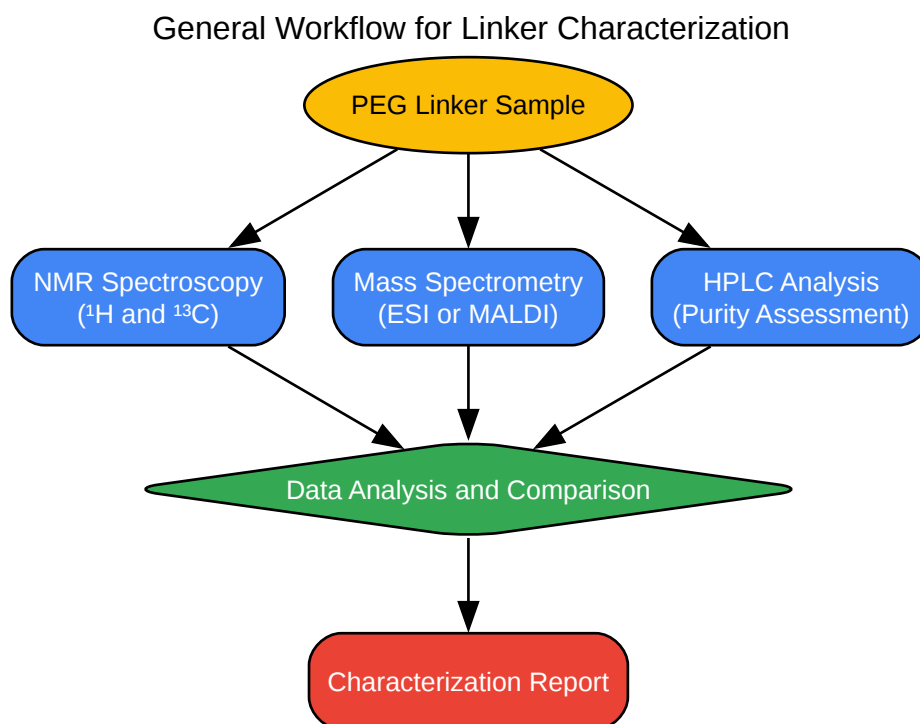 General Workflow for Linker Characterization
PEG Linker Sample
NMR Spectroscopy
(¹H and ¹³C)
Mass Spectrometry
(ESI or MALDI)
HPLC Analysis
(Purity Assessment)
Data Analysis and Comparison
Characterization Report